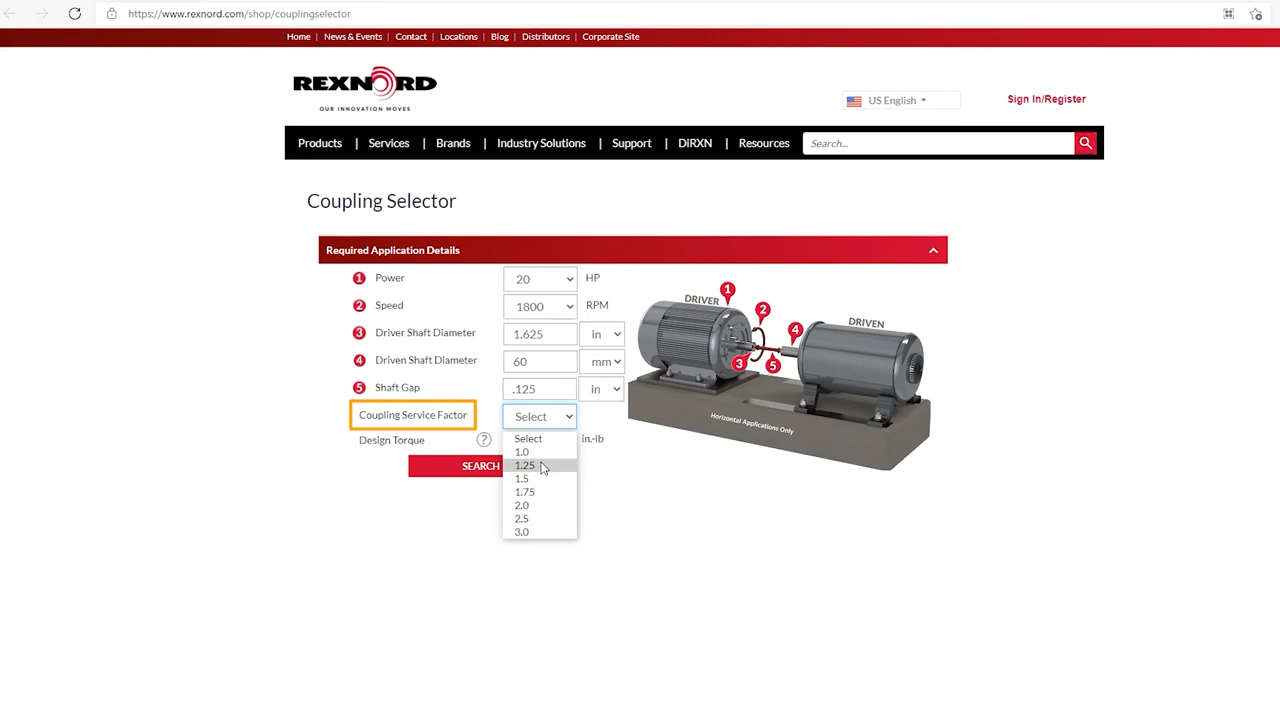 https://www.rexnord.com/shop/couplingselector
Home | News & Events | Contact | Locations | Blog | Distributors | Corporate Site
REXNORD
OUR INNOVATION MOVES
US English
Sign In/Register
Products | Services | Brands | Industry Solutions | Support | DiRXN | Resources
Search...
Coupling Selector
Required Application Details
1 Power 20 HP
2 Speed 1800 RPM
3 Driver Shaft Diameter 1.625 in
4 Driven Shaft Diameter 60 mm
5 Shaft Gap .125 in
Coupling Service Factor Select
Design Torque ? in.-lb
SEARCH
Select
1.0
1.25
1.5
1.75
2.0
2.5
3.0
DRIVER 1
2
4 DRIVEN
3 5
Horizontal Applications Only